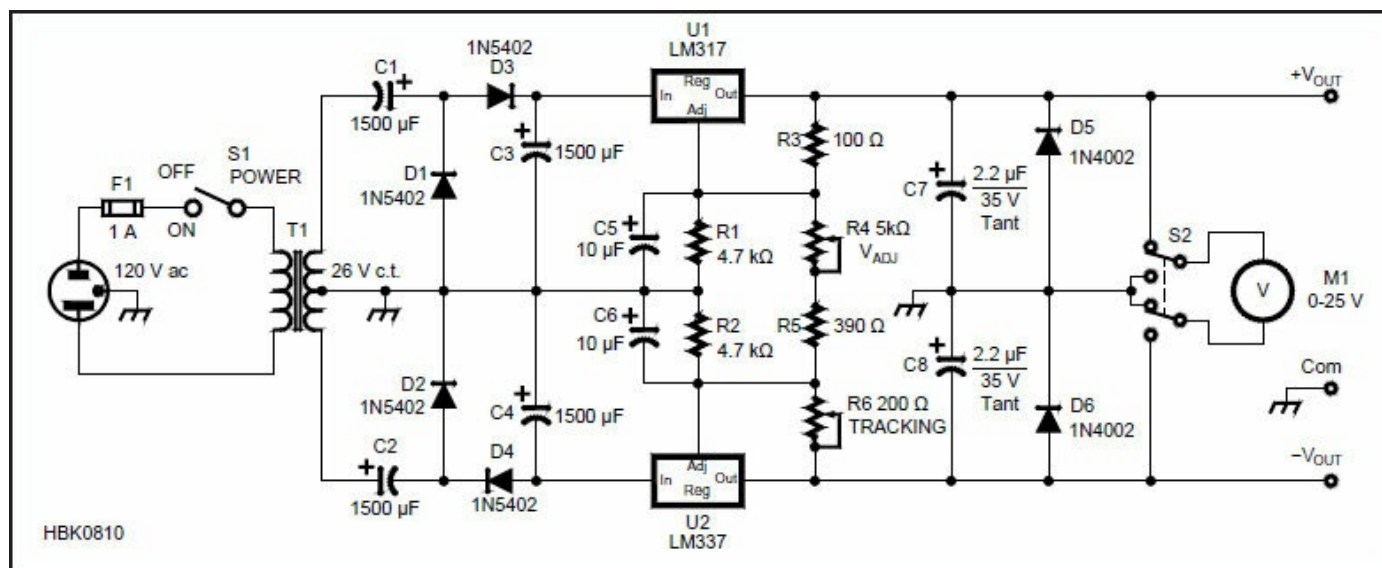 U1
LM317
1N5402
D3
C1
+
1500 µF
Reg
In
Out
Adj
+VOUT
R3
100 Ω
D5
1N4002
+
C3
1500 µF
S1
POWER
OFF
ON
F1
1 A
D1
1N5402
C7
+
2.2 µF
35 V
Tant
C5
+
10 µF
R1
4.7 kΩ
R4 5kΩ
VADJ
S2
T1
120 V ac
26 V c.t.
V
M1
0-25 V
C6
+
10 µF
R2
4.7 kΩ
R5
390 Ω
C8
+
2.2 µF
35 V
Tant
D2
1N5402
+
C4
1500 µF
R6 200 Ω
TRACKING
D6
1N4002
Com
C2
+
1500 µF
D4
1N5402
Adj
In
Out
Reg
−VOUT
U2
LM337
HBK0810